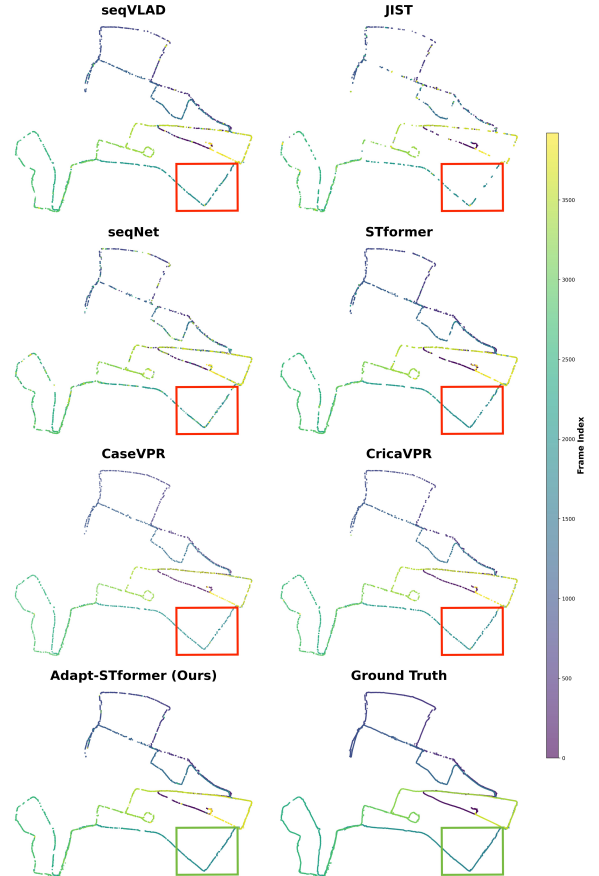 seqVLAD
JIST
seqNet
STformer
CaseVPR
CricaVPR
Adapt-STformer (Ours)
Ground Truth
3500
3000
2500
2000
1500
1000
500
0
Frame Index